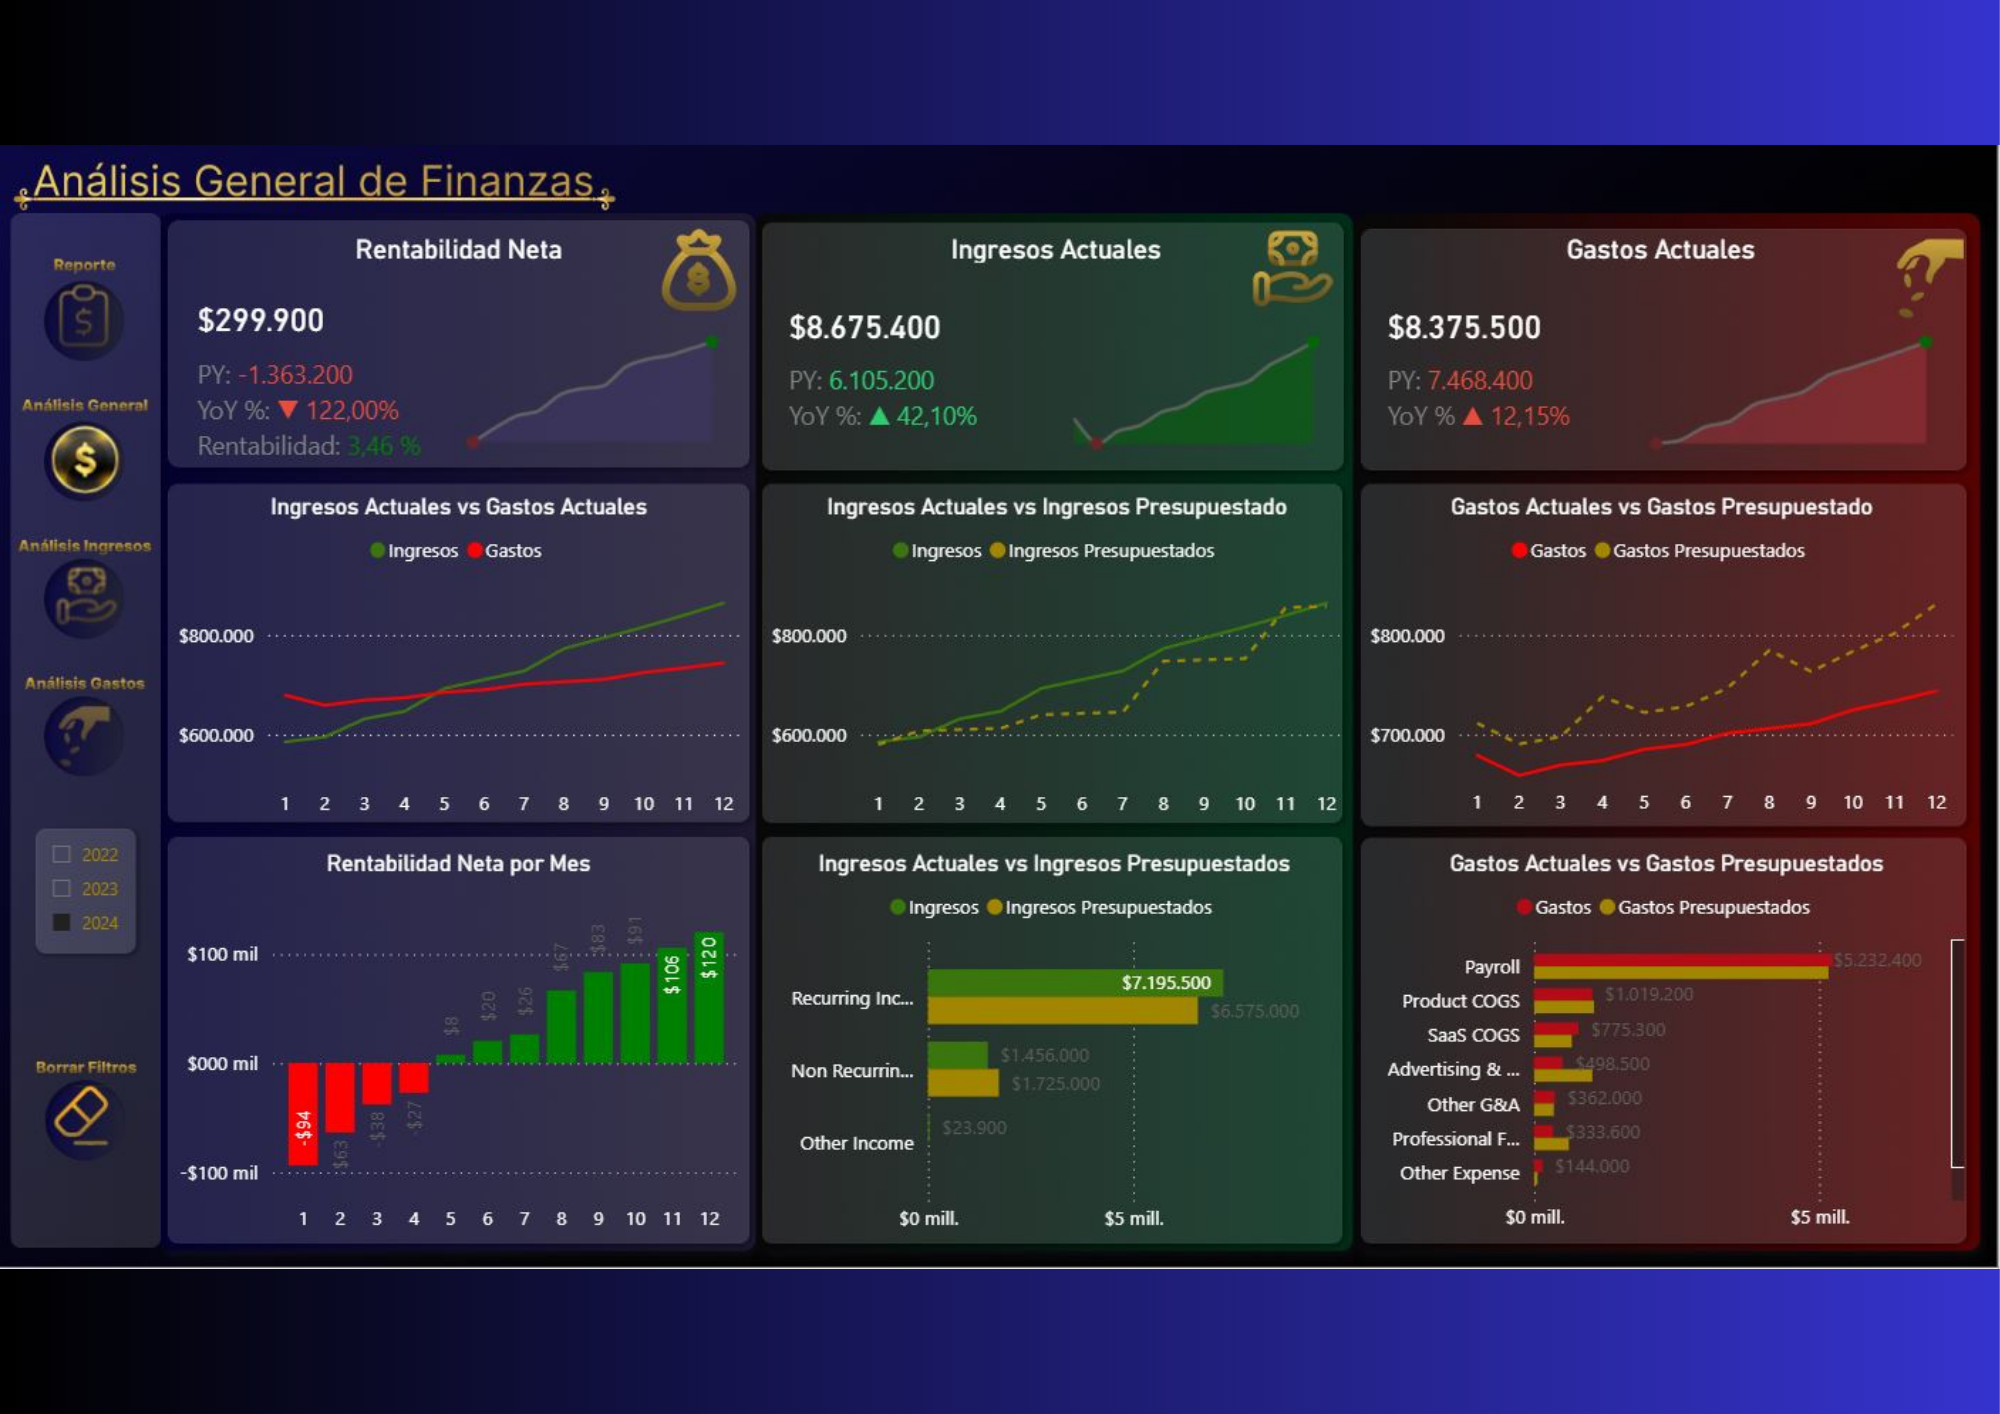 Análisis General de Finanzas
Reporte
Análisis General
Análisis Ingresos
Análisis Gastos
2022
2023
2024
Borrar Filtros
Rentabilidad Neta
$299.900
PY: -1.363.200
YoY %: ▼ 122,00%
Rentabilidad: 3,46 %
Ingresos Actuales
$8.675.400
PY: 6.105.200
YoY %: ▲ 42,10%
Gastos Actuales
$8.375.500
PY: 7.468.400
YoY % ▲ 12,15%
Ingresos Actuales vs Gastos Actuales
Ingresos Gastos
$800.000
$600.000
1 2 3 4 5 6 7 8 9 10 11 12
Ingresos Actuales vs Ingresos Presupuestado
Ingresos Ingresos Presupuestados
$800.000
$600.000
1 2 3 4 5 6 7 8 9 10 11 12
Gastos Actuales vs Gastos Presupuestado
Gastos Gastos Presupuestados
$800.000
$700.000
1 2 3 4 5 6 7 8 9 10 11 12
Rentabilidad Neta por Mes
$100 mil
$000 mil
-$100 mil
-$94
-$63
-$38
-$27
$8
$20
$26
$67
$83
$91
$106
$120
1 2 3 4 5 6 7 8 9 10 11 12
Ingresos Actuales vs Ingresos Presupuestados
Ingresos Ingresos Presupuestados
Recurring Inc...
$7.195.500
$6.575.000
Non Recurrin...
$1.456.000
$1.725.000
Other Income
$23.900
$0 mill. $5 mill.
Gastos Actuales vs Gastos Presupuestados
Gastos Gastos Presupuestados
Payroll $5.232.400
Product COGS $1.019.200
SaaS COGS $775.300
Advertising & ... $498.500
Other G&A $362.000
Professional F... $333.600
Other Expense $144.000
$0 mill. $5 mill.